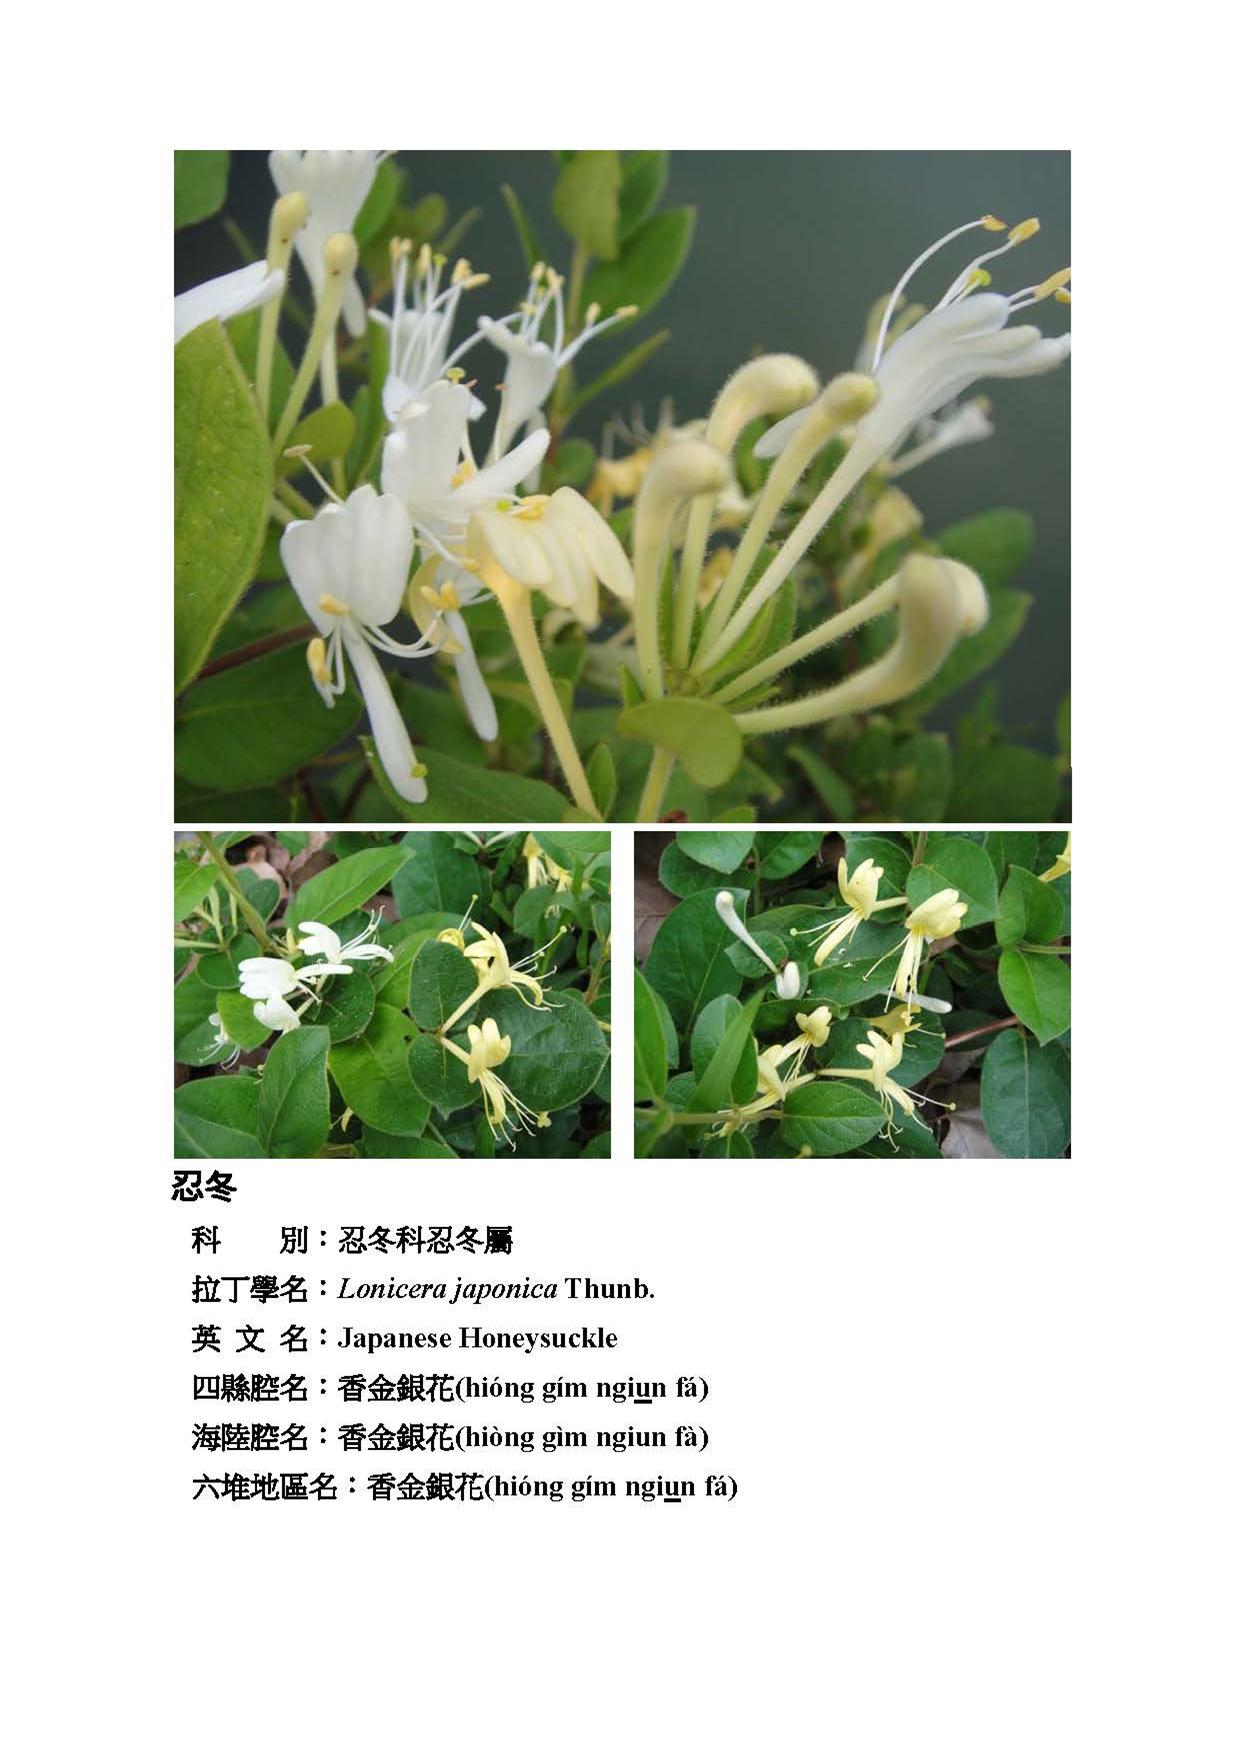 忍冬
科　　別：忍冬科忍冬屬
拉丁學名：Lonicera japonica Thunb.
英 文 名：Japanese Honeysuckle
四縣腔名：香金銀花(hióng gím ngiu̲n fá)
海陸腔名：香金銀花(hiòng gìm ngiun fà)
六堆地區名：香金銀花(hióng gím ngiu̲n fá)